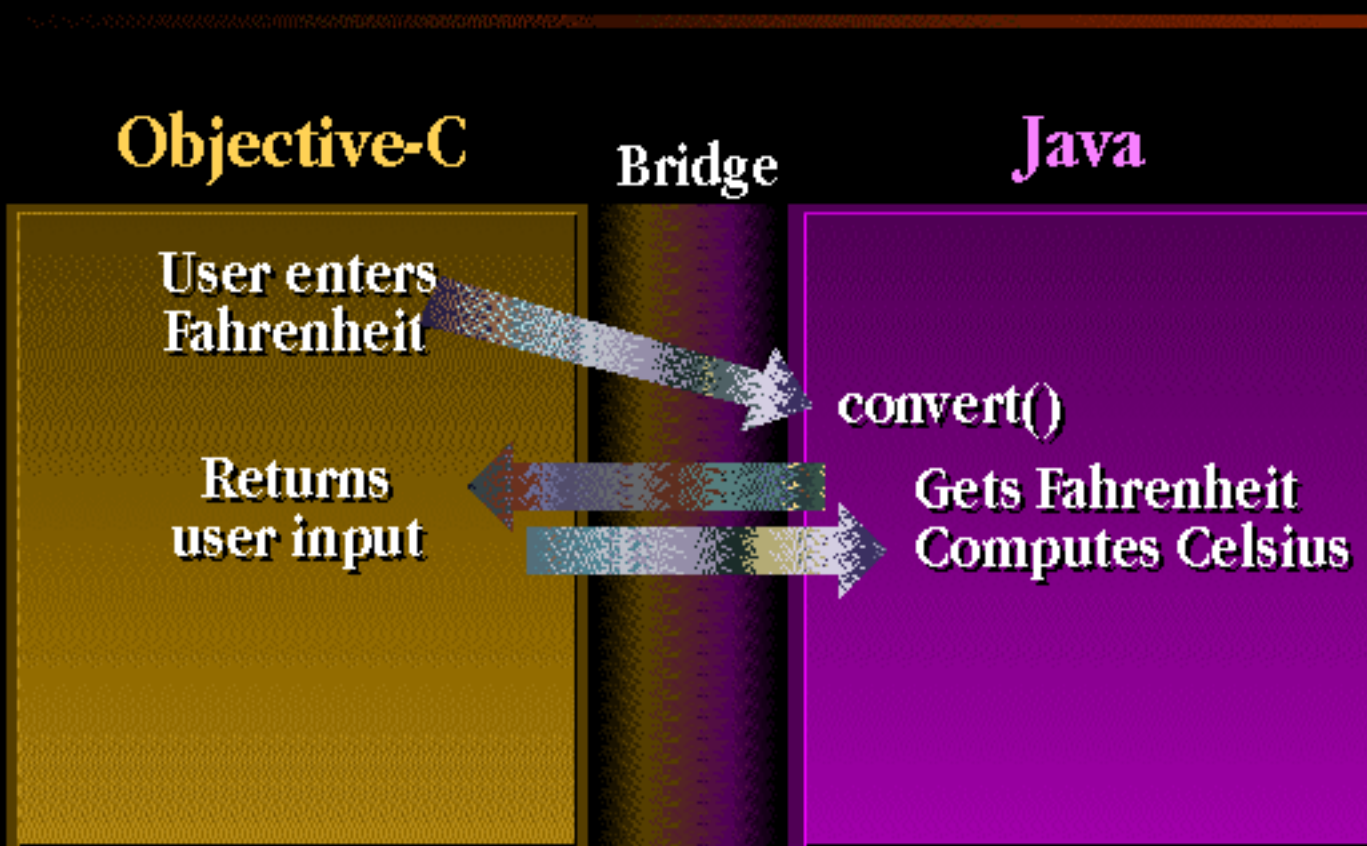 Objective-C
Bridge
Java
User enters
Fahrenheit
convert()
Returns
user input
Gets Fahrenheit
Computes Celsius